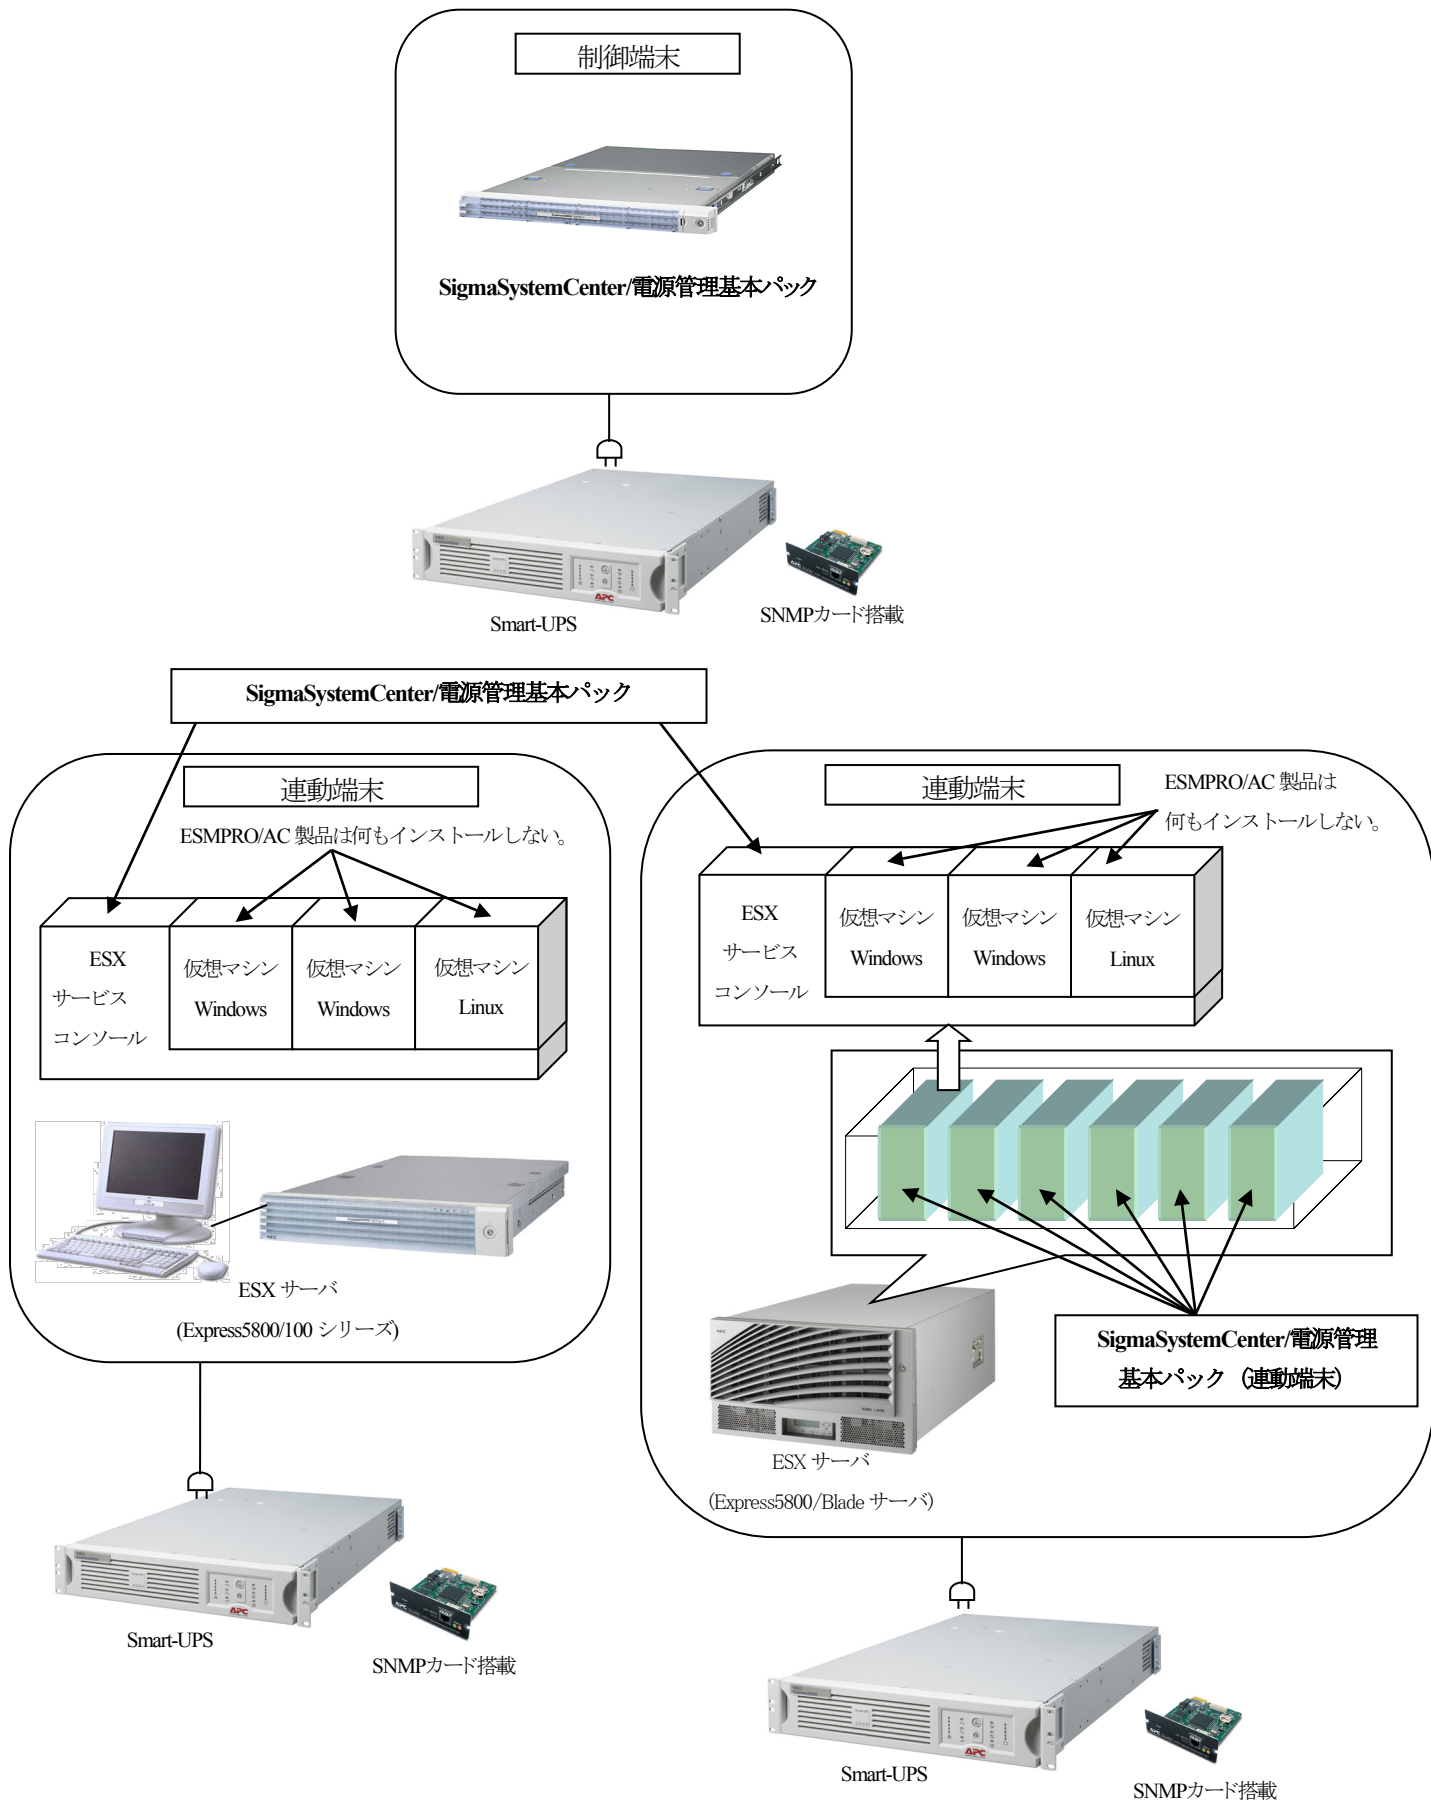 制御端末
SigmaSystemCenter/電源管理基本パック
APC
Smart-UPS
SNMPカード搭載
SigmaSystemCenter/電源管理基本パック
連動端末
ESMPRO/AC 製品は何もインストールしない。
ESX
サービス
コンソール
仮想マシン
Windows
仮想マシン
Windows
仮想マシン
Linux
ESX サーバ
(Express5800/100 シリーズ)
APC
Smart-UPS
SNMPカード搭載
連動端末
ESMPRO/AC 製品は
何もインストールしない。
ESX
サービス
コンソール
仮想マシン
Windows
仮想マシン
Windows
仮想マシン
Linux
SigmaSystemCenter/電源管理
基本パック（連動端末）
ESX サーバ
(Express5800/Blade サーバ)
APC
Smart-UPS
SNMPカード搭載